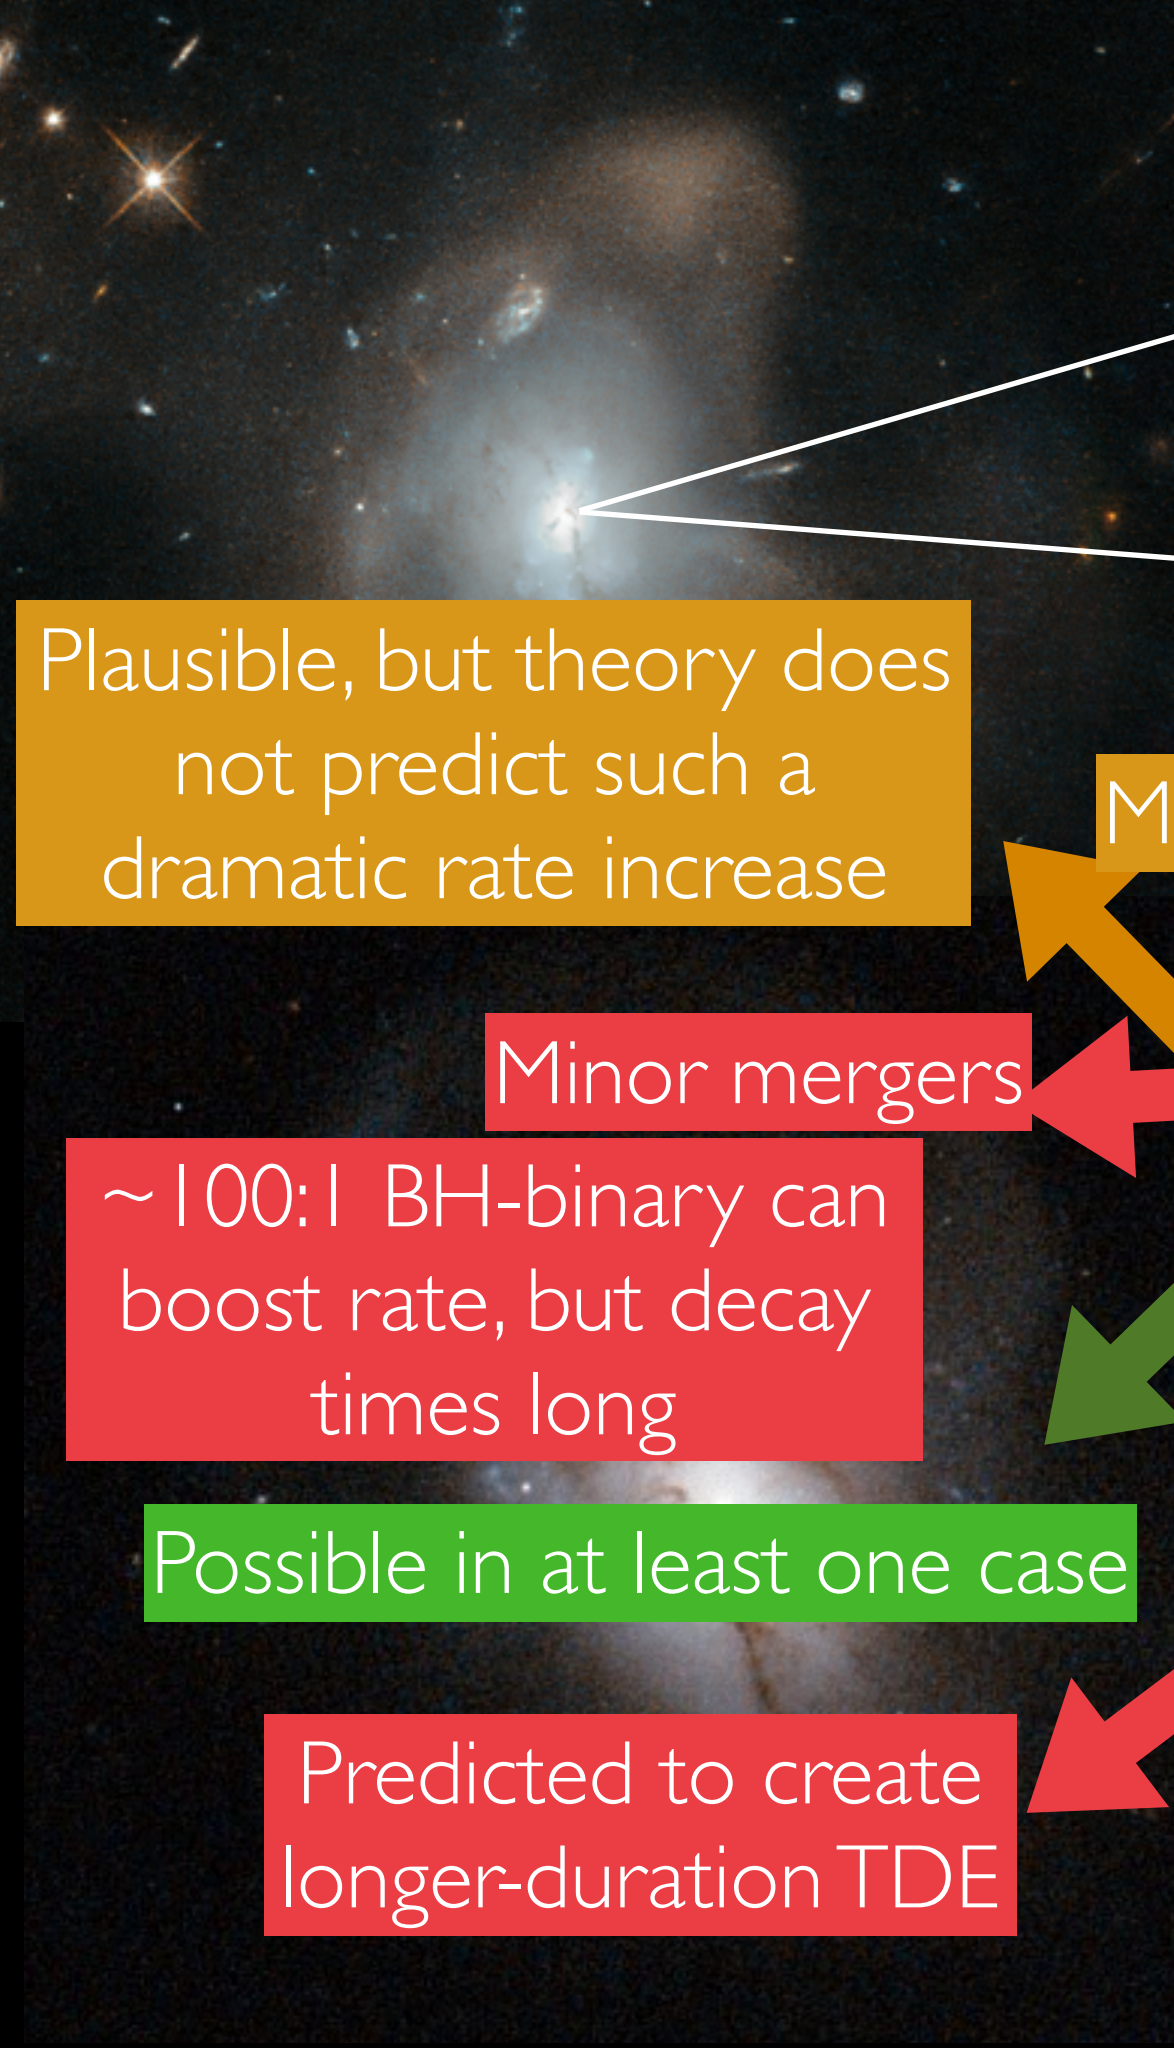 Plausible, but theory does
not predict such a
dramatic rate increase
M
Minor mergers
~100:1 BH-binary can
boost rate, but decay
times long
Possible in at least one case
Predicted to create
longer-duration TDE